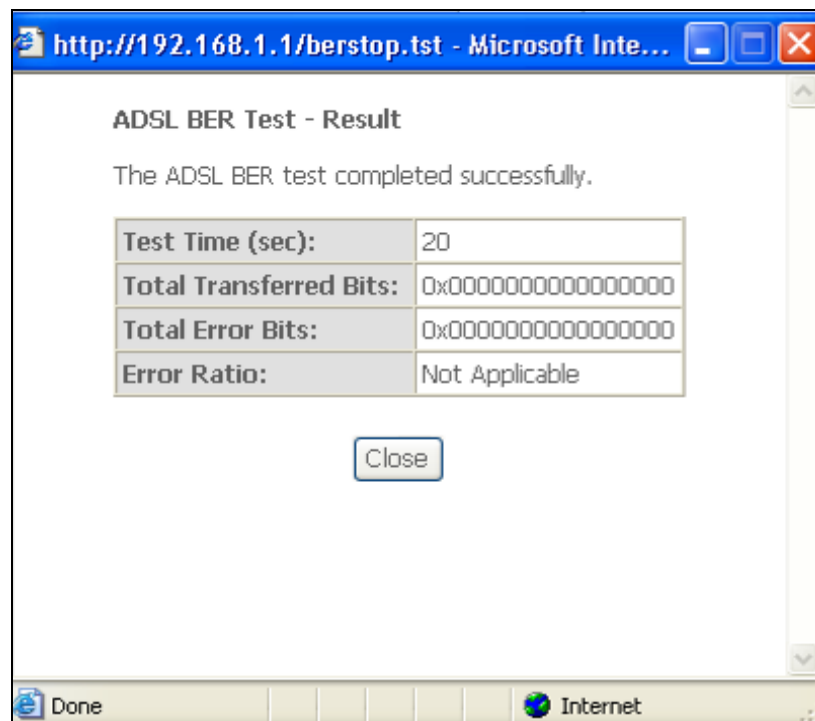 http://192.168.1.1/berstop.tst - Microsoft Inte...
ADSL BER Test - Result
The ADSL BER test completed successfully.
Test Time (sec): 20
Total Transferred Bits: 0x0000000000000000
Total Error Bits: 0x0000000000000000
Error Ratio: Not Applicable
Close
Done Internet